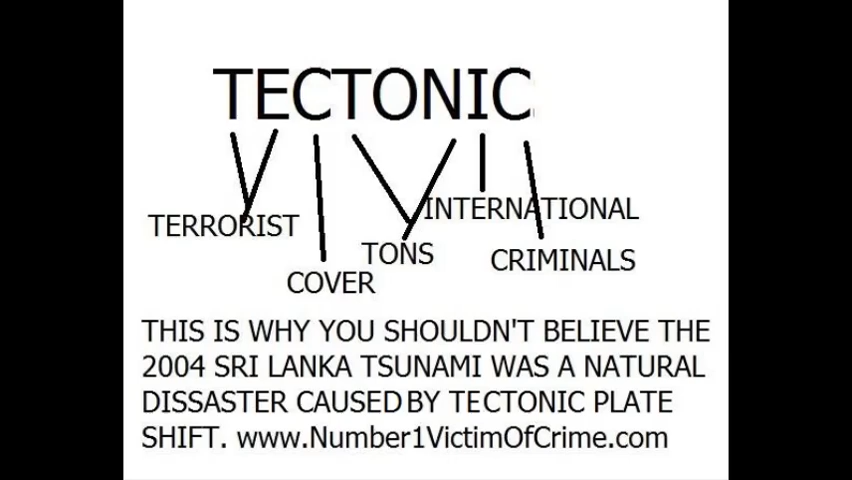 TECTONIC
TERRORIST
COVER
TONS
INTERNATIONAL
CRIMINALS
THIS IS WHY YOU SHOULDN'T BELIEVE THE
2004 SRI LANKA TSUNAMI WAS A NATURAL
DISSASTER CAUSED BY TECTONIC PLATE
SHIFT. www.Number1VictimOfCrime.com